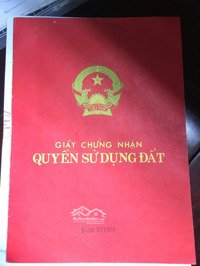 GIẤY CHỨNG NHẬN
QUYỀN SỬ DỤNG ĐẤT